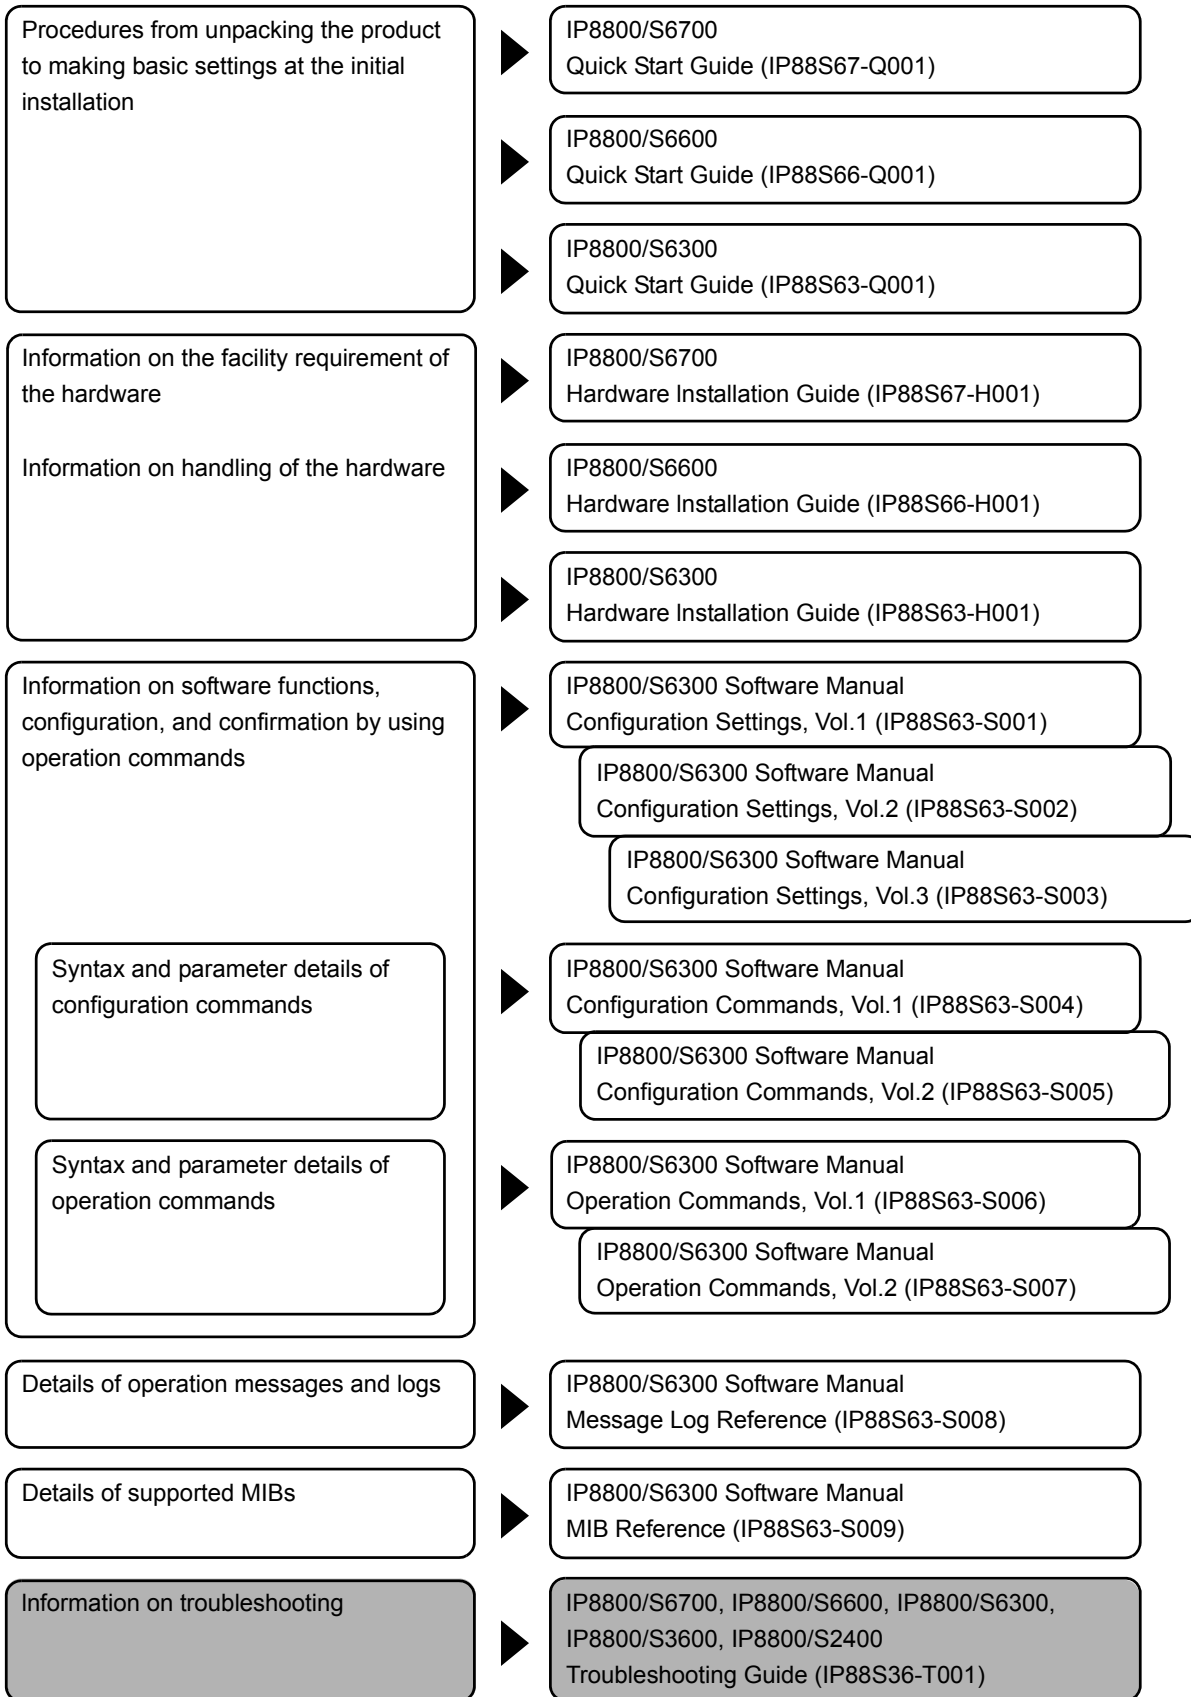 Procedures from unpacking the product
to making basic settings at the initial
installation
IP8800/S6700
Quick Start Guide (IP88S67-Q001)
IP8800/S6600
Quick Start Guide (IP88S66-Q001)
IP8800/S6300
Quick Start Guide (IP88S63-Q001)
Information on the facility requirement of
the hardware
Information on handling of the hardware
IP8800/S6700
Hardware Installation Guide (IP88S67-H001)
IP8800/S6600
Hardware Installation Guide (IP88S66-H001)
IP8800/S6300
Hardware Installation Guide (IP88S63-H001)
Information on software functions,
configuration, and confirmation by using
operation commands
IP8800/S6300 Software Manual
Configuration Settings, Vol.1 (IP88S63-S001)
IP8800/S6300 Software Manual
Configuration Settings, Vol.2 (IP88S63-S002)
IP8800/S6300 Software Manual
Configuration Settings, Vol.3 (IP88S63-S003)
Syntax and parameter details of
configuration commands
IP8800/S6300 Software Manual
Configuration Commands, Vol.1 (IP88S63-S004)
IP8800/S6300 Software Manual
Configuration Commands, Vol.2 (IP88S63-S005)
Syntax and parameter details of
operation commands
IP8800/S6300 Software Manual
Operation Commands, Vol.1 (IP88S63-S006)
IP8800/S6300 Software Manual
Operation Commands, Vol.2 (IP88S63-S007)
Details of operation messages and logs
IP8800/S6300 Software Manual
Message Log Reference (IP88S63-S008)
Details of supported MIBs
IP8800/S6300 Software Manual
MIB Reference (IP88S63-S009)
Information on troubleshooting
IP8800/S6700, IP8800/S6600, IP8800/S6300,
IP8800/S3600, IP8800/S2400
Troubleshooting Guide (IP88S36-T001)